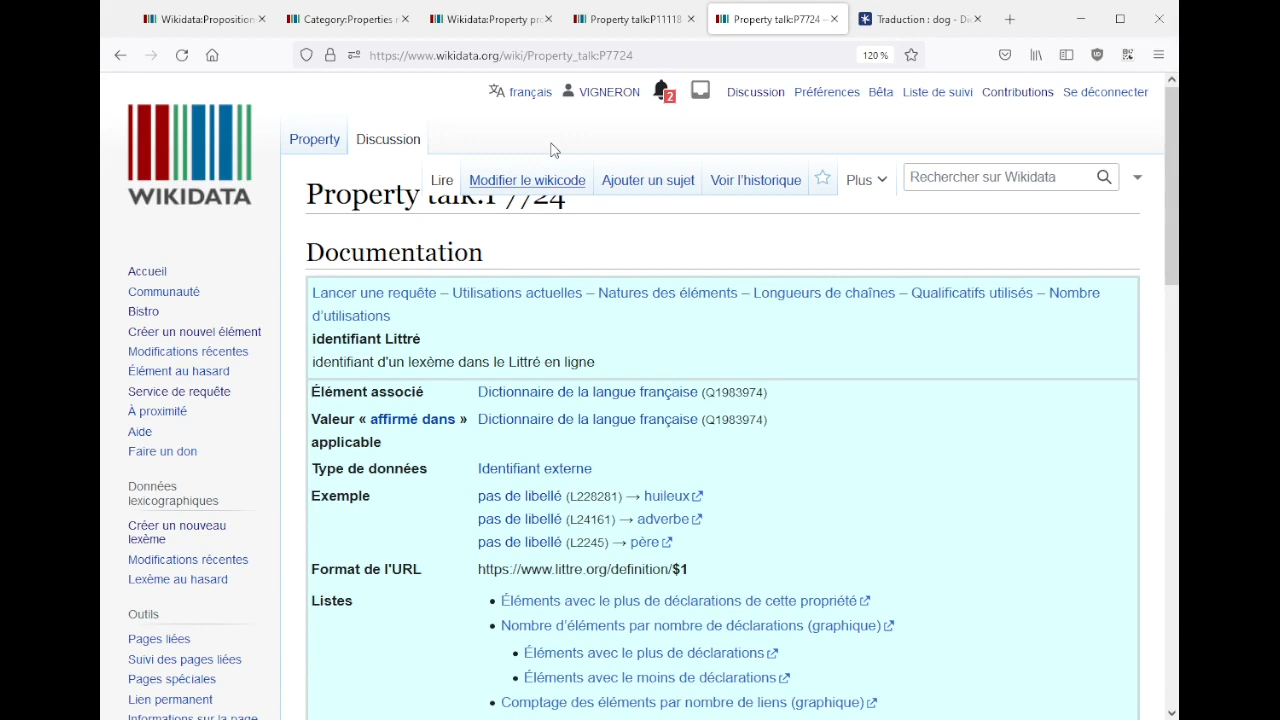 Wikidata:Proposition
Category:Properties
Wikidata:Property pr
Property talk:P11118
Property talk:P7724 –
Traduction : dog - Di
https://www.wikidata.org/wiki/Property_talk:P7724
120 %
français
VIGNERON
2
Discussion
Préférences
Bêta
Liste de suivi
Contributions
Se déconnecter
Property
Discussion
Lire
Modifier le wikicode
Ajouter un sujet
Voir l'historique
Plus
Rechercher sur Wikidata
WIKIDATA
Property talk:P7724
Documentation
Lancer une requête – Utilisations actuelles – Natures des éléments – Longueurs de chaînes – Qualificatifs utilisés – Nombre
d'utilisations
identifiant Littré
identifiant d'un lexème dans le Littré en ligne
Élément associé Dictionnaire de la langue française (Q1983974)
Valeur « affirmé dans » Dictionnaire de la langue française (Q1983974)
applicable
Type de données Identifiant externe
Exemple pas de libellé (L228281) → huileux
pas de libellé (L24161) → adverbe
pas de libellé (L2245) → père
Format de l'URL https://www.littre.org/definition/$1
Listes • Éléments avec le plus de déclarations de cette propriété
• Nombre d'éléments par nombre de déclarations (graphique)
• Éléments avec le plus de déclarations
• Éléments avec le moins de déclarations
• Comptage des éléments par nombre de liens (graphique)
Accueil
Communauté
Bistro
Créer un nouvel élément
Modifications récentes
Élément au hasard
Service de requête
À proximité
Aide
Faire un don
Données
lexicographiques
Créer un nouveau
lexème
Modifications récentes
Lexème au hasard
Outils
Pages liées
Suivi des pages liées
Pages spéciales
Lien permanent
Informations sur la page